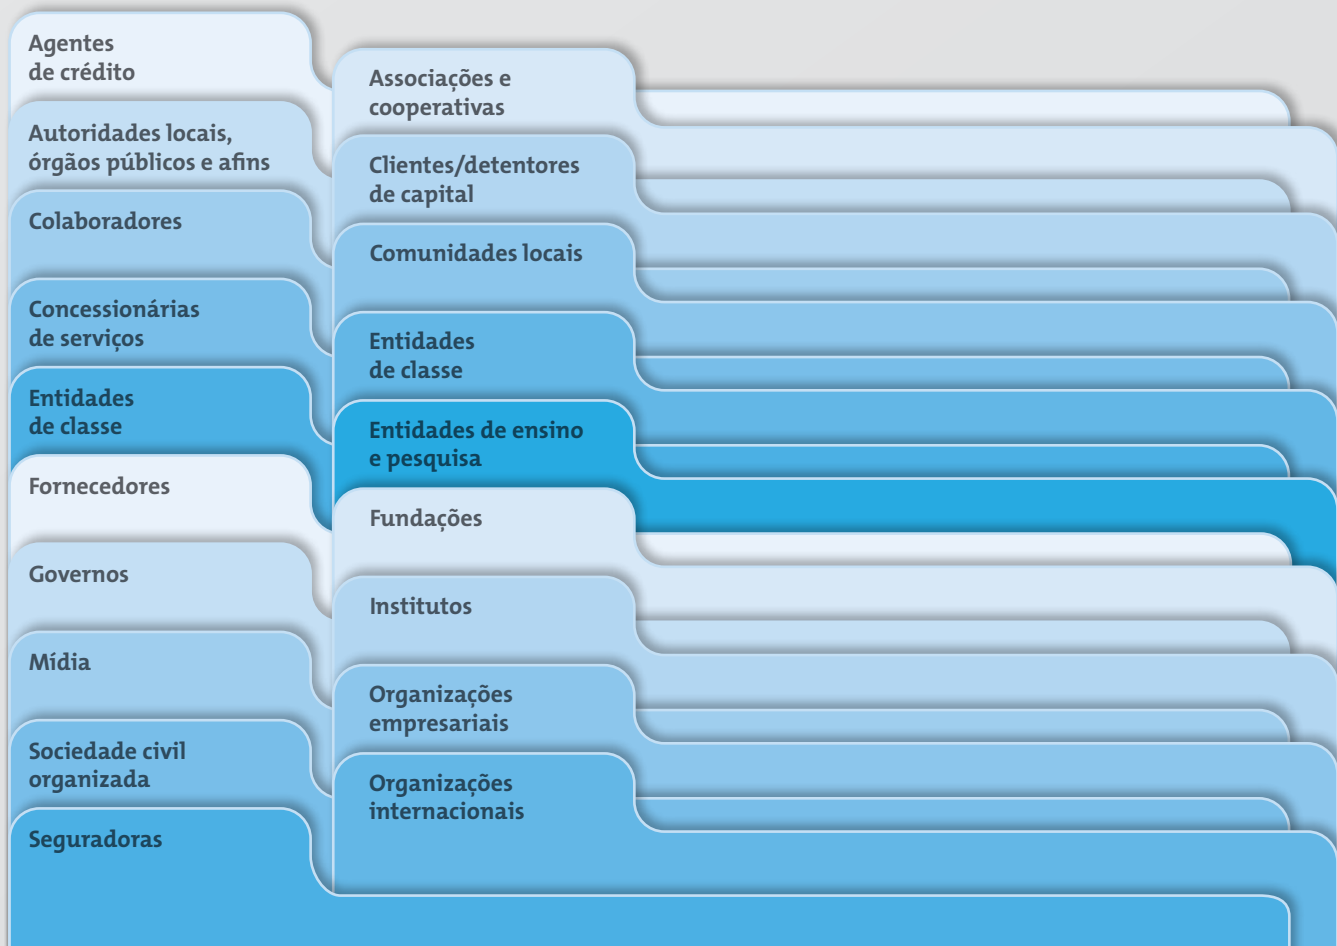 Agentes
de crédito
Associações e
cooperativas
Autoridades locais,
órgãos públicos e afins
Clientes/detentores
de capital
Colaboradores
Comunidades locais
Concessionárias
de serviços
Entidades
de classe
Entidades
de classe
Entidades de ensino
e pesquisa
Fornecedores
Fundações
Governos
Institutos
Mídia
Organizações
empresariais
Sociedade civil
organizada
Organizações
internacionais
Seguradoras